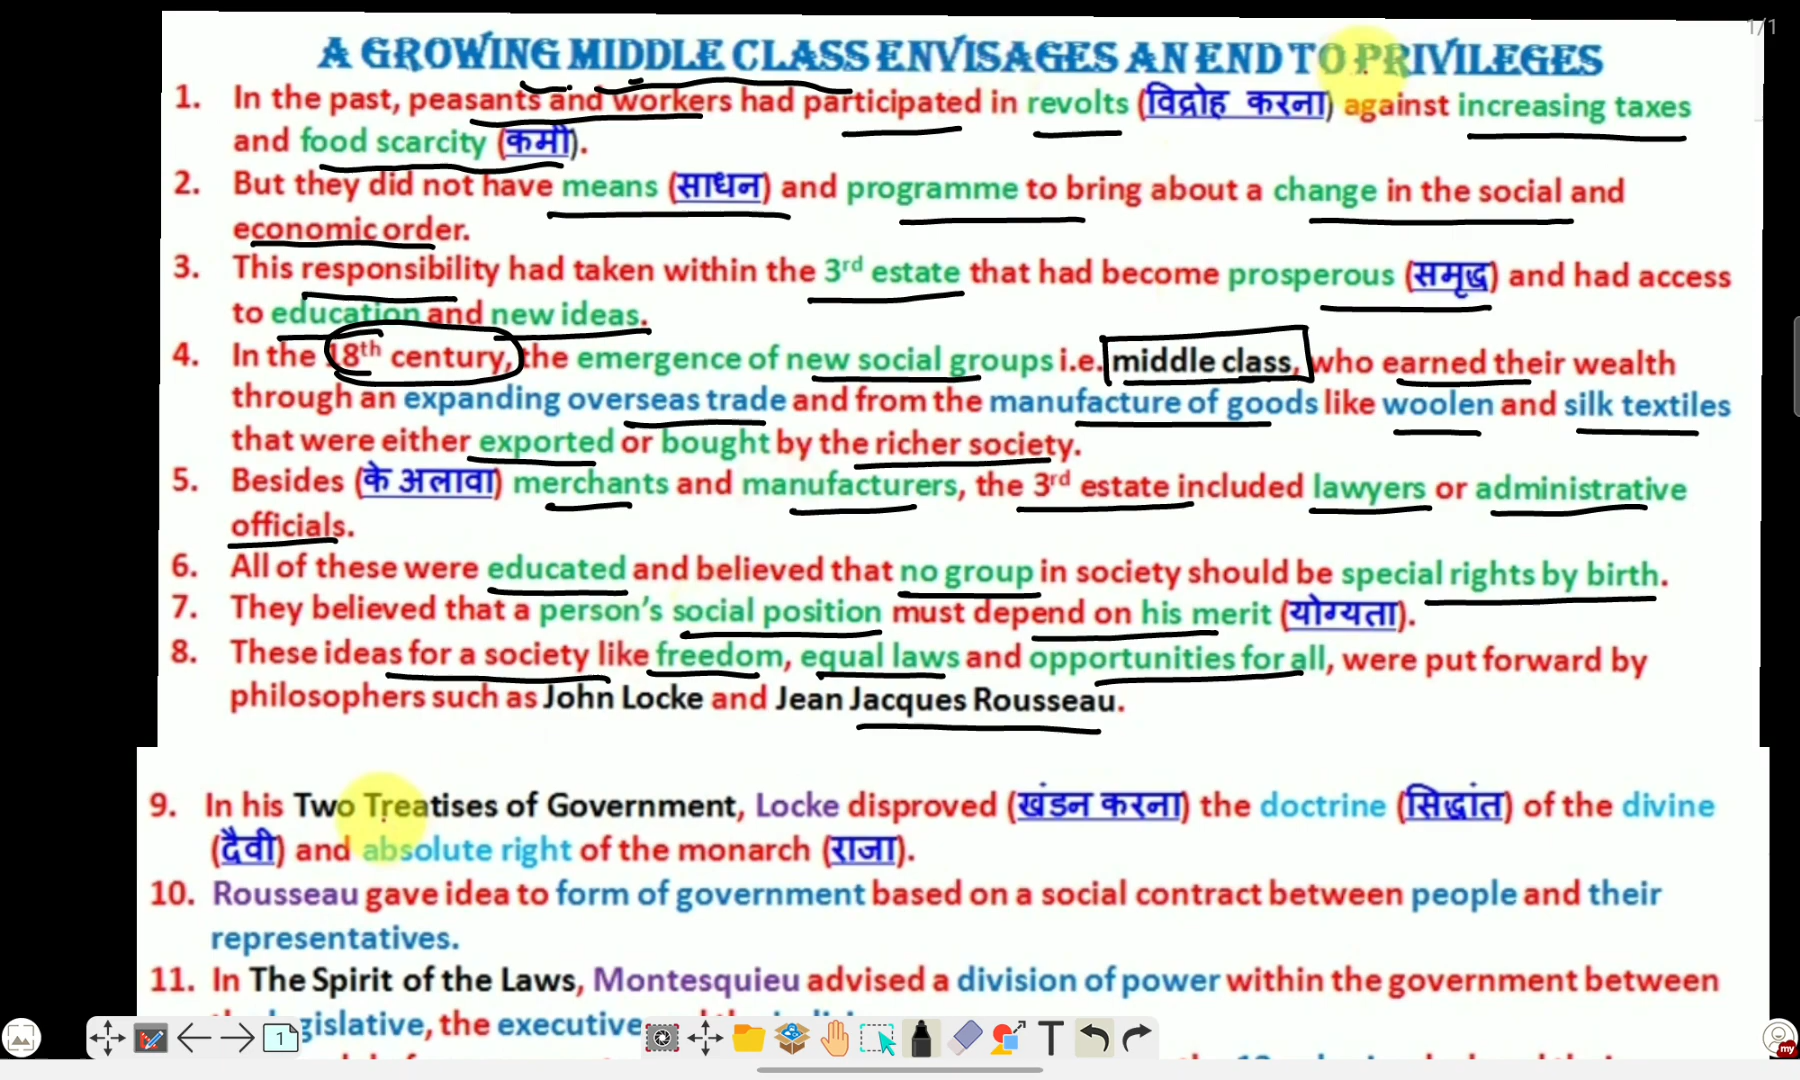 1/1
A GROWING MIDDLE CLASS ENVISAGES AN END TO PRIVILEGES
1. In the past, peasants and workers had participated in revolts (विद्रोह करना) against increasing taxes
and food scarcity (कमी).
2. But they did not have means (साधन) and programme to bring about a change in the social and
economic order.
3. This responsibility had taken within the 3rd estate that had become prosperous (समृद्ध) and had access
to education and new ideas.
4. In the 18th century, the emergence of new social groups i.e. middle class, who earned their wealth
through an expanding overseas trade and from the manufacture of goods like woolen and silk textiles
that were either exported or bought by the richer society.
5. Besides (के अलावा) merchants and manufacturers, the 3rd estate included lawyers or administrative
officials.
6. All of these were educated and believed that no group in society should be special rights by birth.
7. They believed that a person's social position must depend on his merit (योग्यता).
8. These ideas for a society like freedom, equal laws and opportunities for all, were put forward by
philosophers such as John Locke and Jean Jacques Rousseau.
9. In his Two Treatises of Government, Locke disproved (खंडन करना) the doctrine (सिद्धांत) of the divine
(दैवी) and absolute right of the monarch (राजा).
10. Rousseau gave idea to form of government based on a social contract between people and their
representatives.
11. In The Spirit of the Laws, Montesquieu advised a division of power within the government between
legislative, the executive
1 T
my